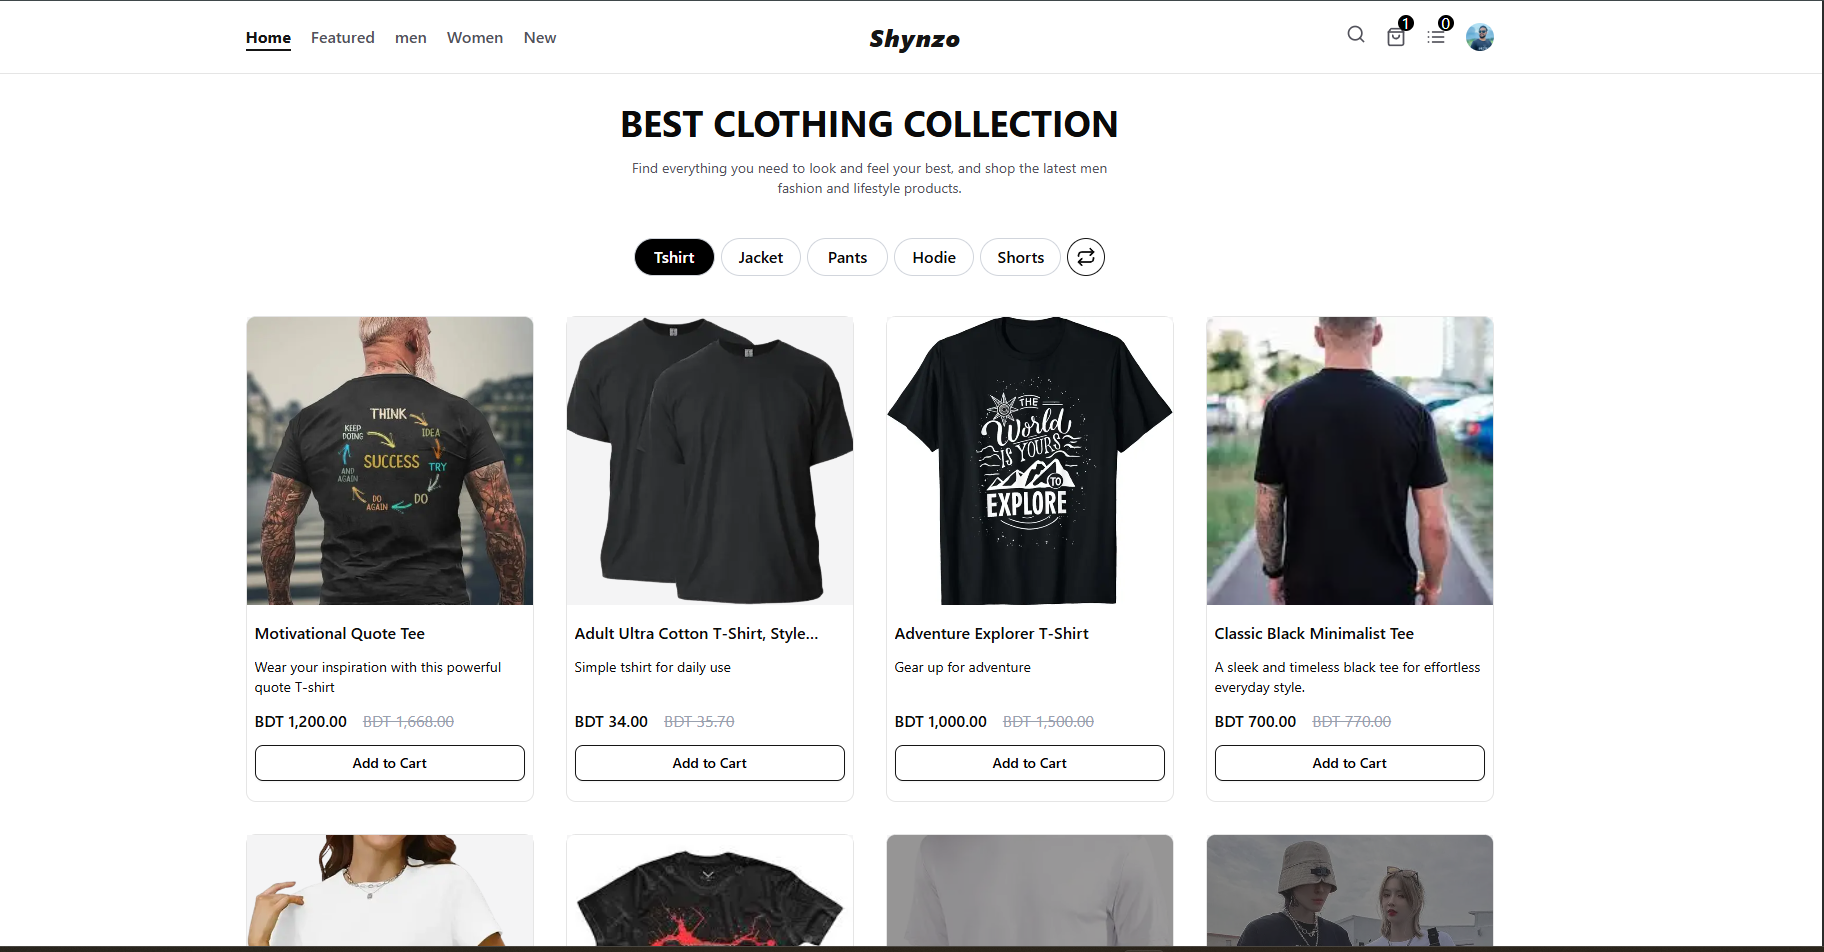 Home Featured men Women New
Shynzo
1
0
BEST CLOTHING COLLECTION
Find everything you need to look and feel your best, and shop the latest men
fashion and lifestyle products.
Tshirt Jacket Pants Hodie Shorts
THINK
IDEA
TRY
DO
DO
AGAIN
AND
AGAIN
KEEP
DOING
SUCCESS
THE
World
IS YOURS
TO
EXPLORE
Motivational Quote Tee
Wear your inspiration with this powerful
quote T-shirt
BDT 1,200.00 BDT 1,668.00
Add to Cart
Adult Ultra Cotton T-Shirt, Style...
Simple tshirt for daily use
BDT 34.00 BDT 35.70
Add to Cart
Adventure Explorer T-Shirt
Gear up for adventure
BDT 1,000.00 BDT 1,500.00
Add to Cart
Classic Black Minimalist Tee
A sleek and timeless black tee for effortless
everyday style.
BDT 700.00 BDT 770.00
Add to Cart